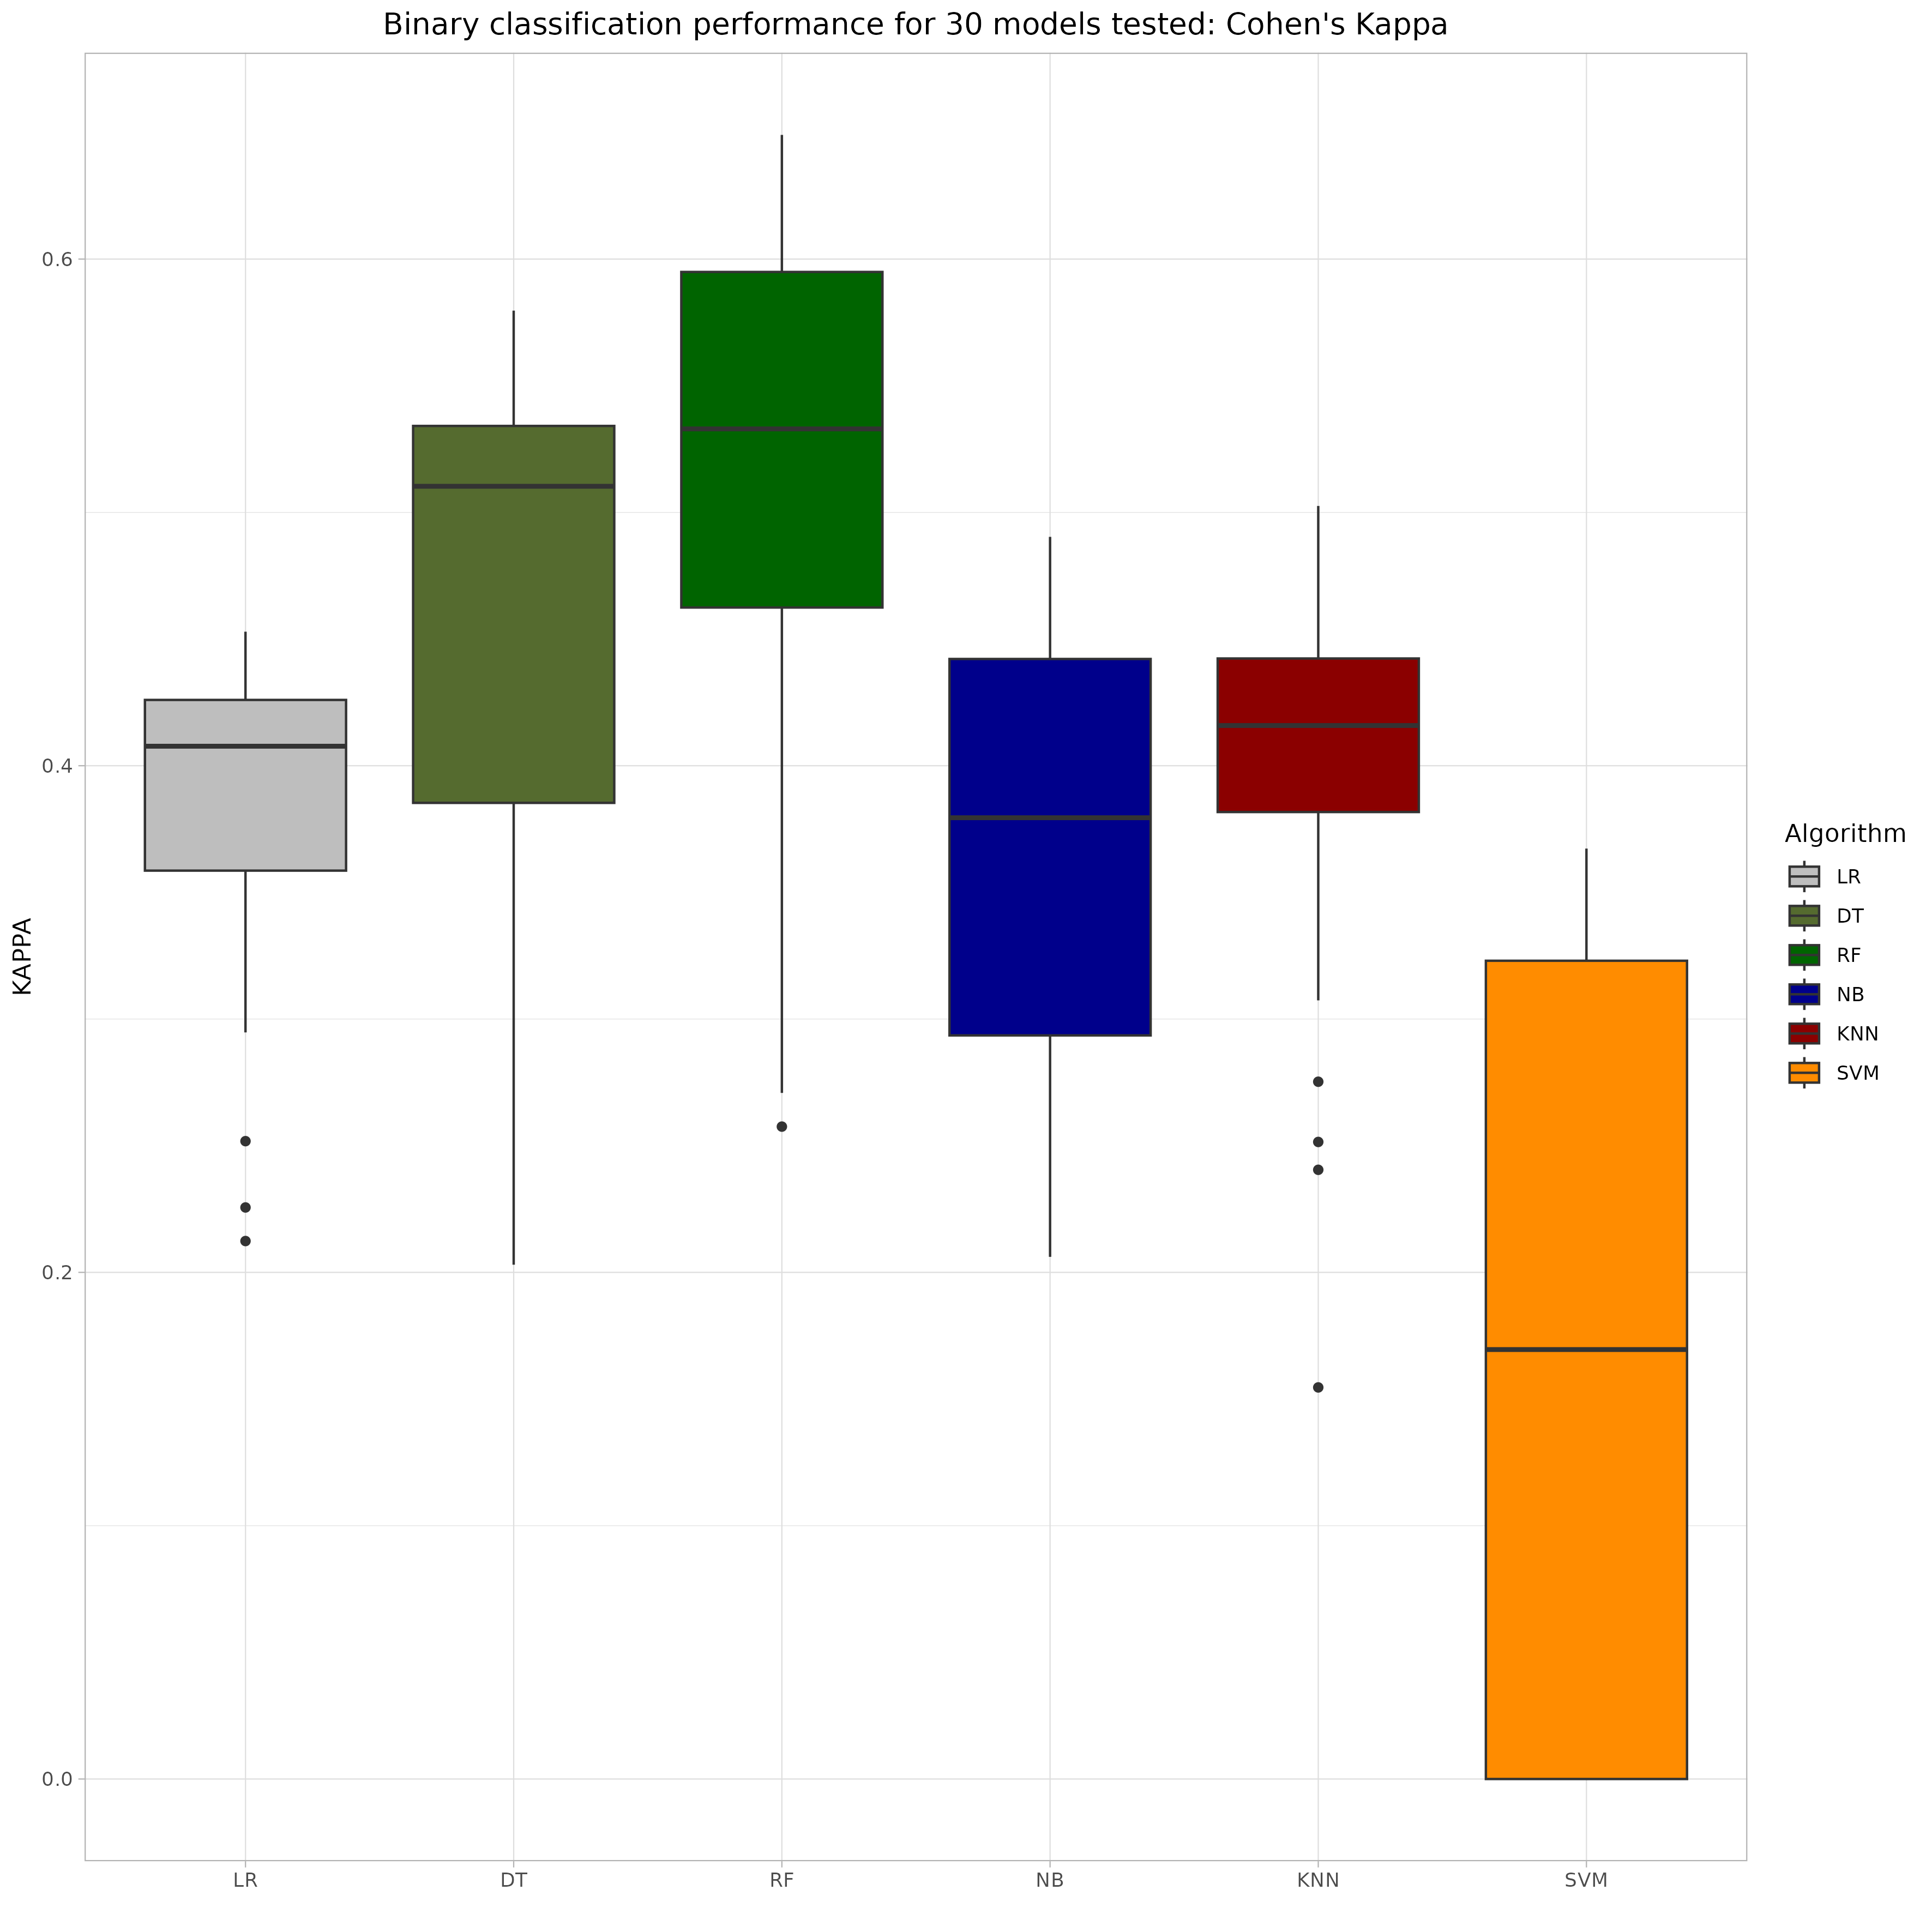 Binary classification performance for 30 models tested: Cohen's Kappa
KAPPA
0.6
0.4
0.2
0.0
LR
DT
RF
NB
KNN
SVM
Algorithm
LR
DT
RF
NB
KNN
SVM